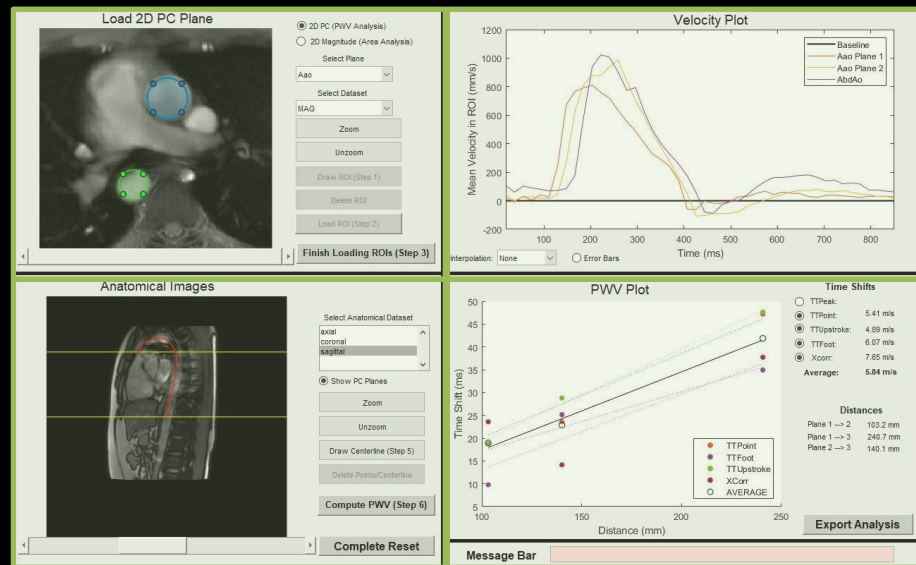 Load 2D PC Plane
2D PC (PWV Analysis)
2D Magnitude (Area Analysis)
Select Plane
Aao
Select Dataset
MAG
Zoom
Unzoom
Draw ROI (Step 1)
Delete ROI
Load ROI (Step 2)
Finish Loading ROIs (Step 3)
Velocity Plot
1200
1000
800
600
400
200
0
-200
Mean Velocity in ROI (mm/s)
Baseline
Aao Plane 1
Aao Plane 2
AbdAo
100 200 300 400 500 600 700 800
Time (ms)
Interpolation: None
Error Bars
Anatomical Images
Select Anatomical Dataset
axial
coronal
sagittal
Show PC Planes
Zoom
Unzoom
Draw Centerline (Step 5)
Delete Points/Centerline
Compute PWV (Step 6)
Complete Reset
PWV Plot
50
45
40
35
30
25
20
15
10
5
Time Shift (ms)
TTPoint
TTFoot
TTUpstroke
XCorr
AVERAGE
100 150 200 250
Distance (mm)
Time Shifts
TTPeak:
TTPoint: 5.41 m/s
TTUpstroke: 4.89 m/s
TTFoot: 6.07 m/s
Xcorr: 7.65 m/s
Average: 5.84 m/s
Distances
Plane 1 --> 2 103.2 mm
Plane 1 --> 3 240.7 mm
Plane 2 --> 3 140.1 mm
Export Analysis
Message Bar